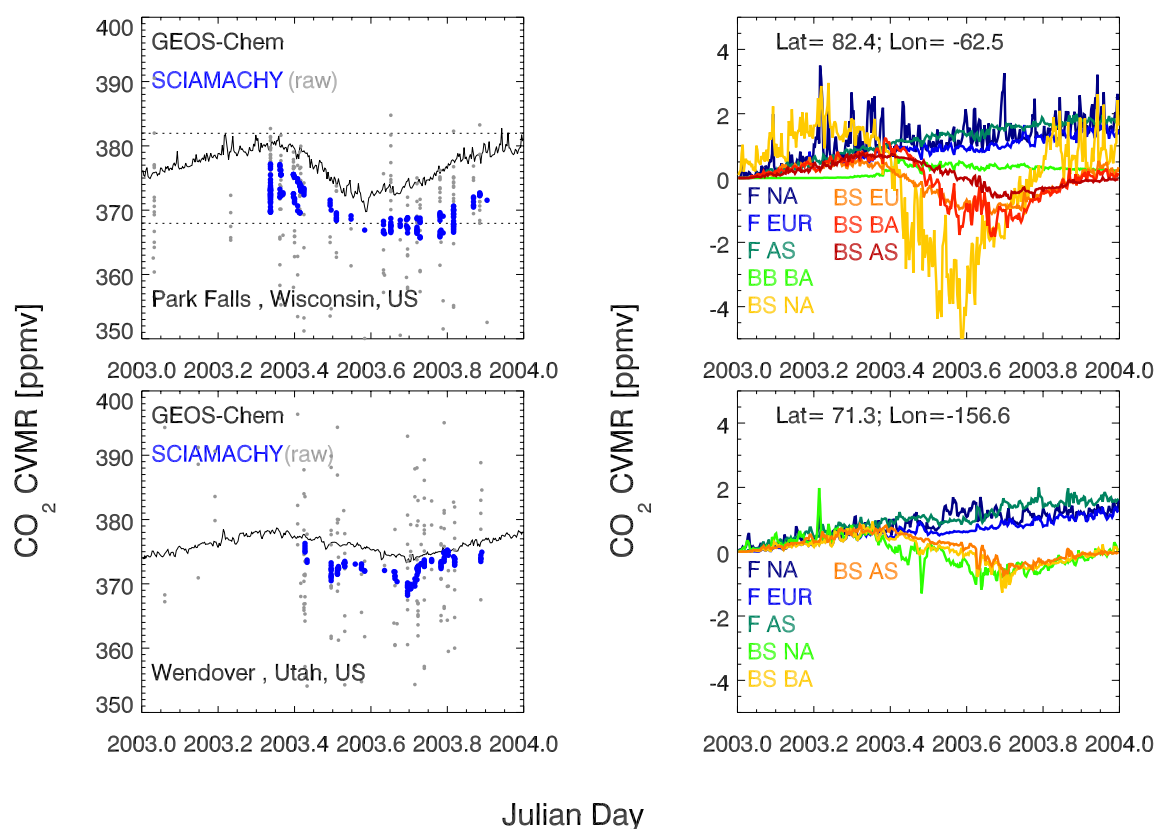 400
390
380
370
360
350
GEOS-Chem
SCIAMACHY (raw)
Park Falls , Wisconsin, US
2003.0 2003.2 2003.4 2003.6 2003.8 2004.0
4
2
0
-2
-4
Lat= 82.4; Lon= -62.5
F NA BS EU
F EUR BS BA
F AS BS AS
BB BA
BS NA
2003.0 2003.2 2003.4 2003.6 2003.8 2004.0
CO2 CVMR [ppmv]
CO2 CVMR [ppmv]
400
390
380
370
360
350
GEOS-Chem
SCIAMACHY (raw)
Wendover , Utah, US
2003.0 2003.2 2003.4 2003.6 2003.8 2004.0
4
2
0
-2
-4
Lat= 71.3; Lon=-156.6
F NA BS AS
F EUR
F AS
BS NA
BS BA
2003.0 2003.2 2003.4 2003.6 2003.8 2004.0
Julian Day